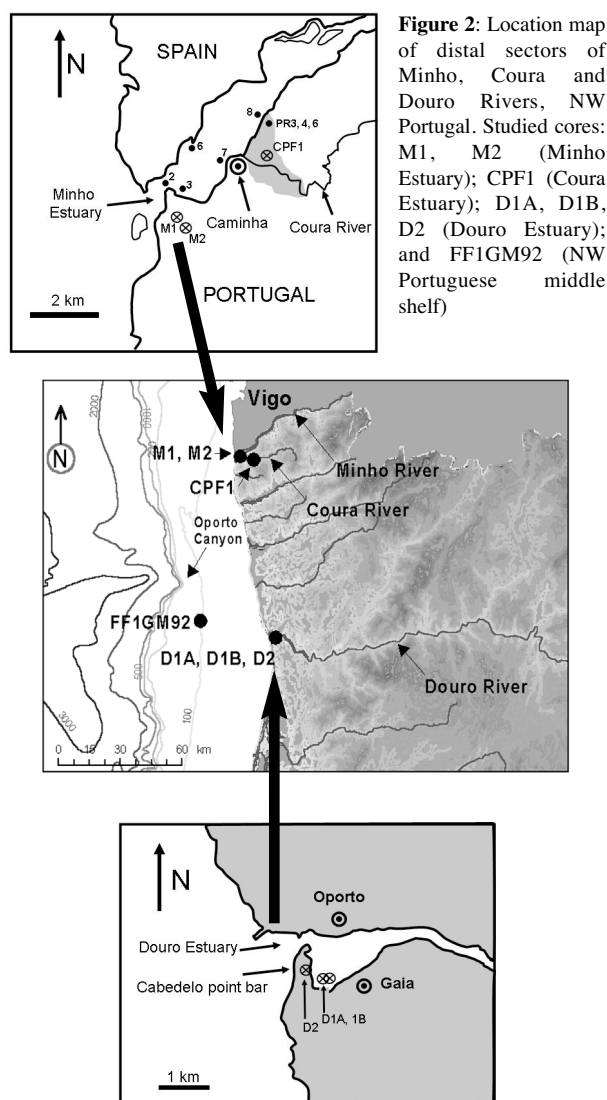 Figure 2: Location map
of distal sectors of
Minho, Coura and
Douro Rivers, NW
Portugal. Studied cores:
M1, M2 (Minho
Estuary); CPF1 (Coura
Estuary); D1A, D1B,
D2 (Douro Estuary);
and FF1GM92 (NW
Portuguese middle
shelf)
SPAIN
N
8
PR3, 4, 6
CPF1
6
7
2
3
Minho
Estuary
Caminha
Coura River
M1
M2
PORTUGAL
2 km
2000
1000
100
Vigo
N
M1, M2
Minho River
CPF1
Coura River
Oporto
Canyon
FF1GM92
D1A, D1B, D2
Douro River
500
100
3000
0 15 30 60 km
N
Oporto
Douro Estuary
Cabedelo point bar
Gaia
D2
D1A, 1B
1 km